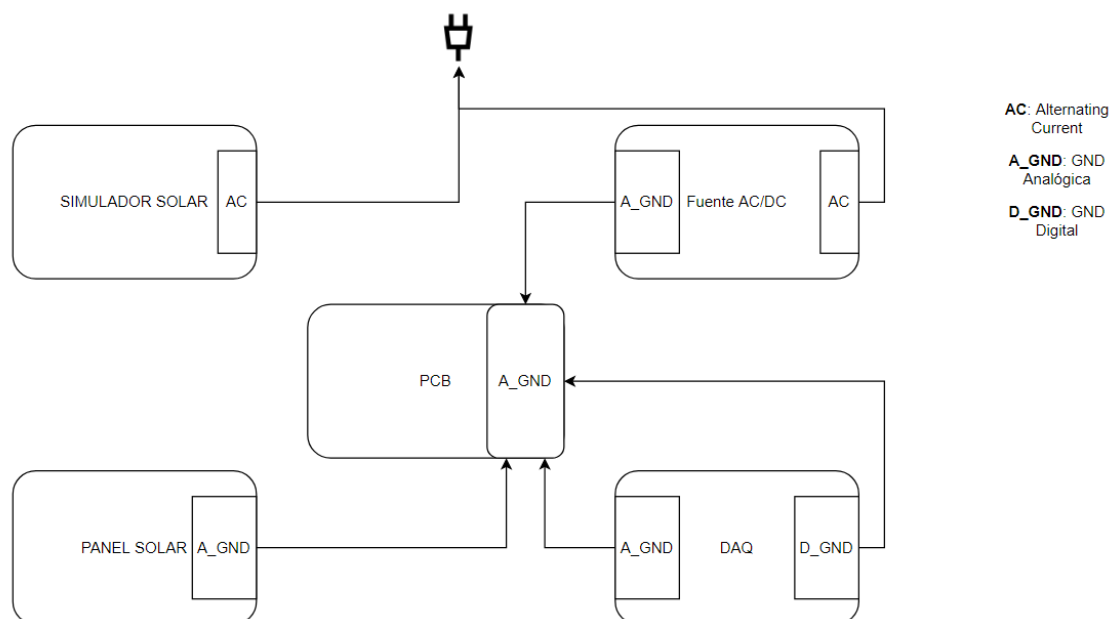 AC: Alternating
Current
A_GND: GND
Analógica
D_GND: GND
Digital
SIMULADOR SOLAR
AC
A_GND
Fuente AC/DC
AC
PCB
A_GND
PANEL SOLAR
A_GND
A_GND
DAQ
D_GND